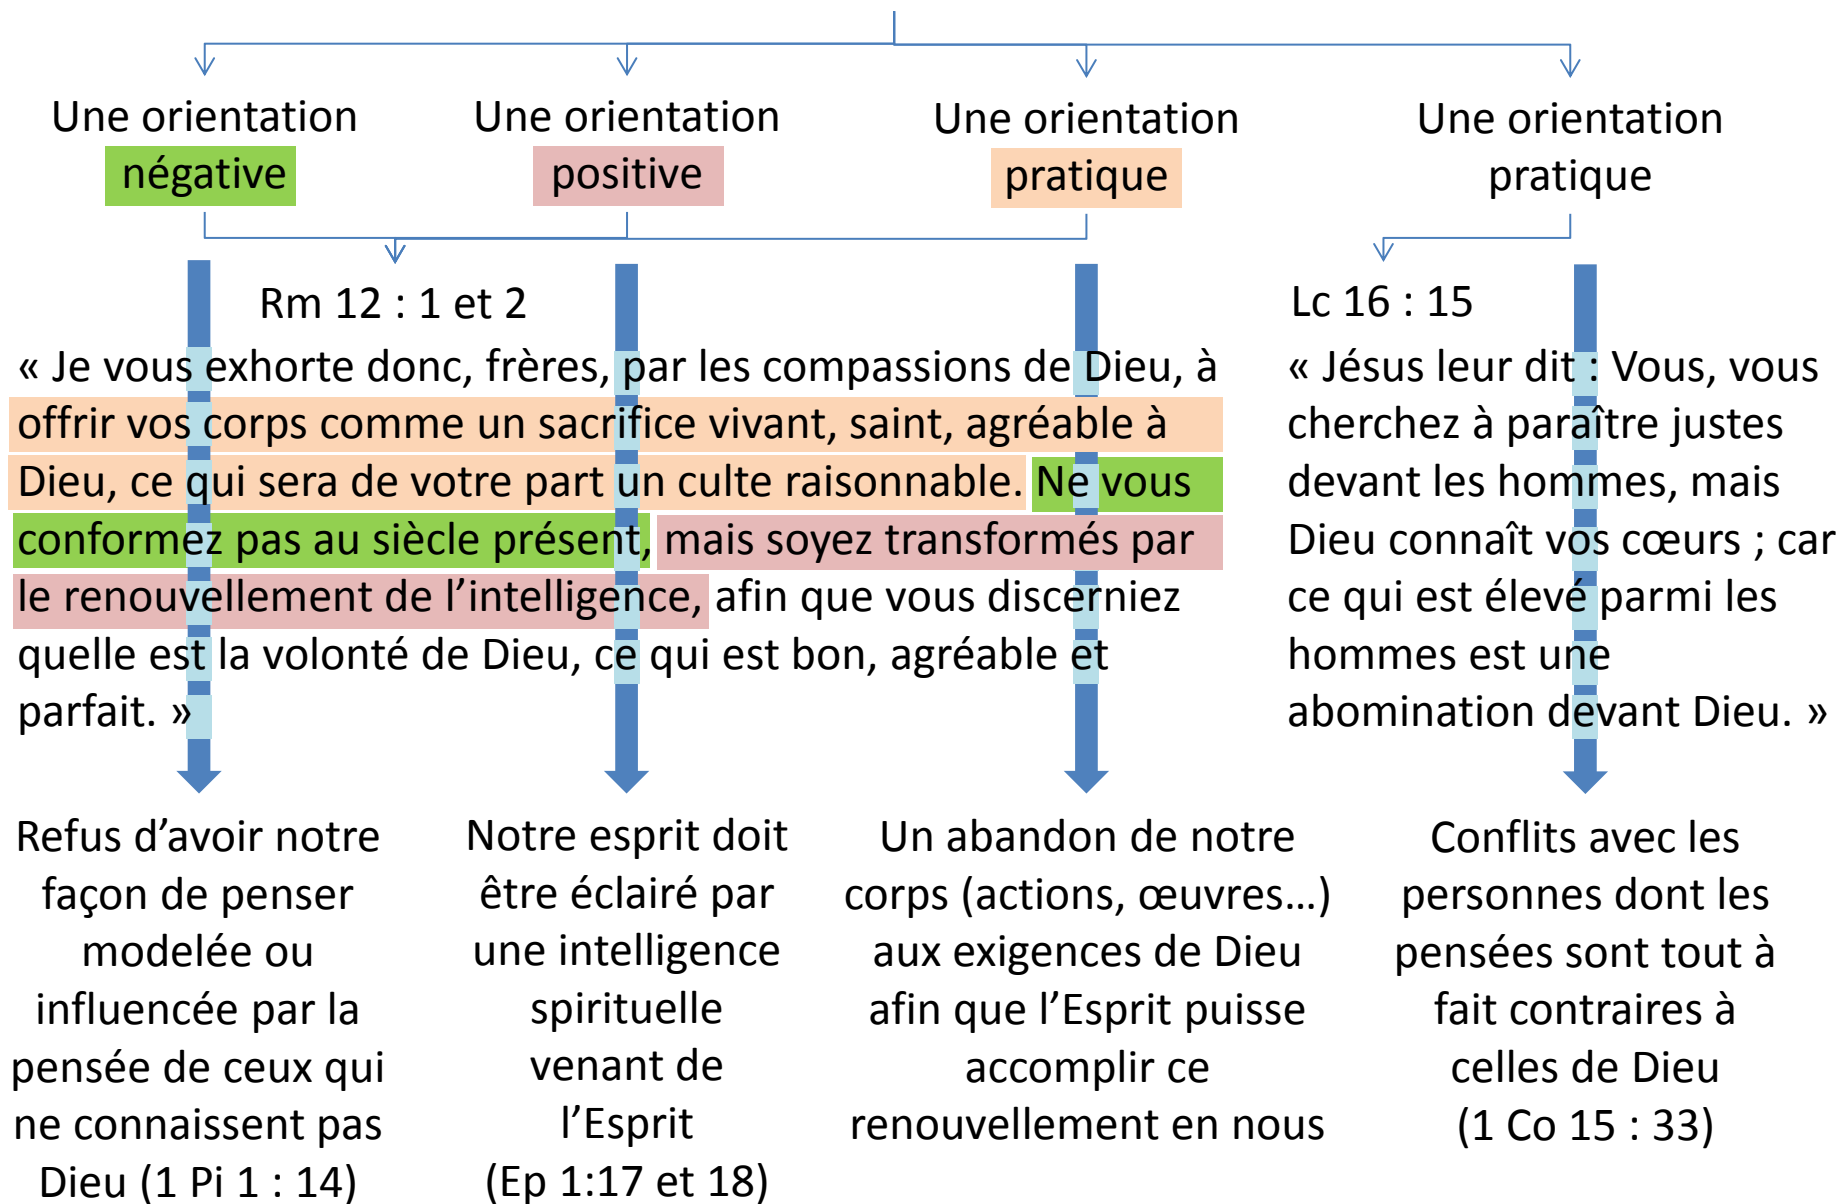 Une orientation
négative
Une orientation
positive
Une orientation
pratique
Une orientation
pratique
Rm 12 : 1 et 2
« Je vous exhorte donc, frères, par les compassions de Dieu, à
offrir vos corps comme un sacrifice vivant, saint, agréable à
Dieu, ce qui sera de votre part un culte raisonnable. Ne vous
conformez pas au siècle présent, mais soyez transformés par
le renouvellement de l’intelligence, afin que vous discerniez
quelle est la volonté de Dieu, ce qui est bon, agréable et
parfait. »
Lc 16 : 15
« Jésus leur dit : Vous, vous
cherchez à paraître justes
devant les hommes, mais
Dieu connaît vos cœurs ; car
ce qui est élevé parmi les
hommes est une
abomination devant Dieu. »
Refus d’avoir notre
façon de penser
modelée ou
influencée par la
pensée de ceux qui
ne connaissent pas
Dieu (1 Pi 1 : 14)
Notre esprit doit
être éclairé par
une intelligence
spirituelle
venant de
l’Esprit
(Ep 1:17 et 18)
Un abandon de notre
corps (actions, œuvres…)
aux exigences de Dieu
afin que l’Esprit puisse
accomplir ce
renouvellement en nous
Conflits avec les
personnes dont les
pensées sont tout à
fait contraires à
celles de Dieu
(1 Co 15 : 33)